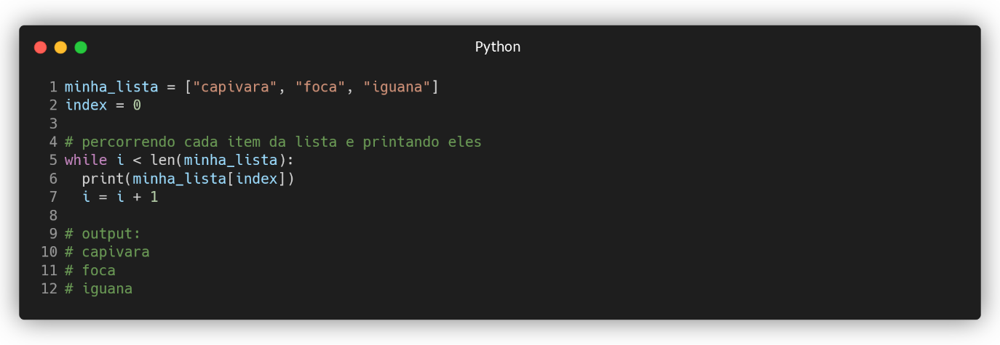 Python
1 minha_lista = ["capivara", "foca", "iguana"]
2 index = 0
3
4 # percorrendo cada item da lista e printando eles
5 while i < len(minha_lista):
6   print(minha_lista[index])
7   i = i + 1
8
9 # output:
10 # capivara
11 # foca
12 # iguana